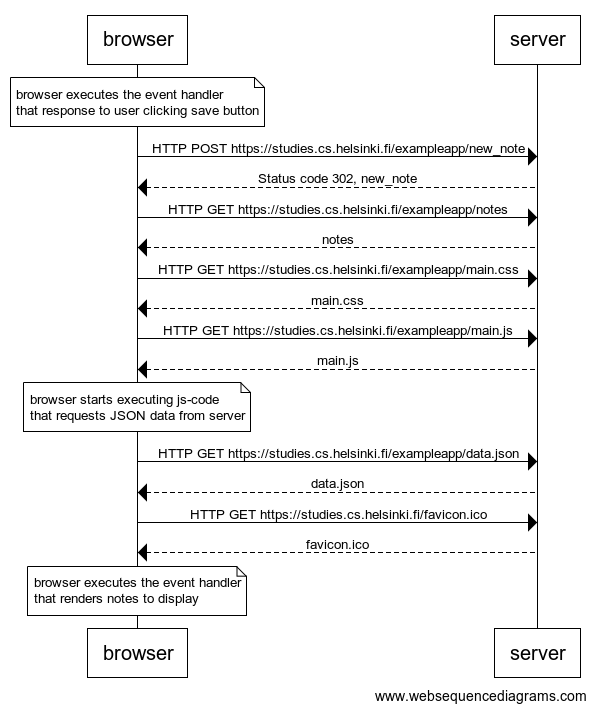 browser
server
browser executes the event handler
that response to user clicking save button
HTTP POST https://studies.cs.helsinki.fi/exampleapp/new_note
Status code 302, new_note
HTTP GET https://studies.cs.helsinki.fi/exampleapp/notes
notes
HTTP GET https://studies.cs.helsinki.fi/exampleapp/main.css
main.css
HTTP GET https://studies.cs.helsinki.fi/exampleapp/main.js
main.js
browser starts executing js-code
that requests JSON data from server
HTTP GET https://studies.cs.helsinki.fi/exampleapp/data.json
data.json
HTTP GET https://studies.cs.helsinki.fi/favicon.ico
favicon.ico
browser executes the event handler
that renders notes to display
browser
server
www.websequencediagrams.com